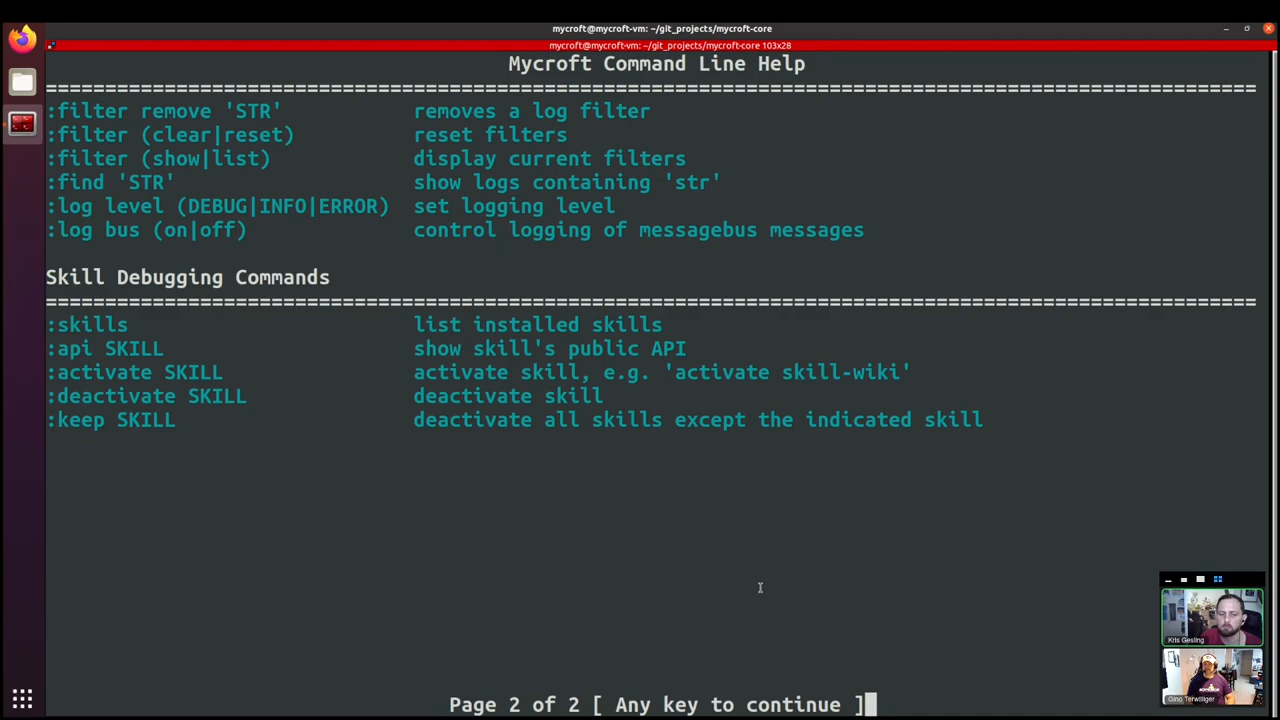 mycroft@mycroft-vm: ~/git_projects/mycroft-core
mycroft@mycroft-vm: ~/git_projects/mycroft-core 103x28
Mycroft Command Line Help
=====================================================================================================
:filter remove 'STR' removes a log filter
:filter (clear|reset) reset filters
:filter (show|list) display current filters
:find 'STR' show logs containing 'str'
:log level (DEBUG|INFO|ERROR) set logging level
:log bus (on|off) control logging of messagebus messages
Skill Debugging Commands
=====================================================================================================
:skills list installed skills
:api SKILL show skill's public API
:activate SKILL activate skill, e.g. 'activate skill-wiki'
:deactivate SKILL deactivate skill
:keep SKILL deactivate all skills except the indicated skill
Kris Gesling
Gino Terwilliger
Page 2 of 2 [ Any key to continue ]